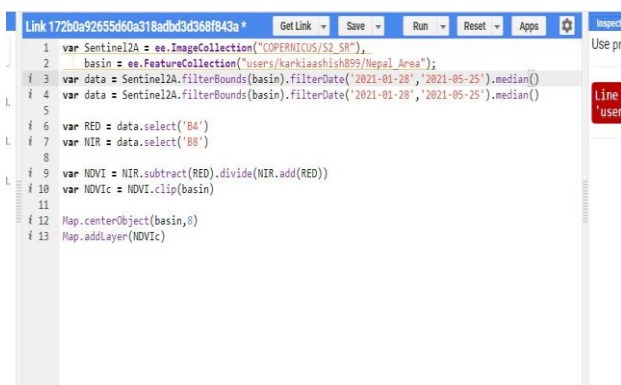 Link 172b0a92655d60a318adbd3d368f843a *
Get Link Save Run Reset Apps
Inspect
Use pr
1 var Sentinel2A = ee.ImageCollection("COPERNICUS/S2_SR"),
2 basin = ee.FeatureCollection("users/karkiaashish899/Nepal_Area");
i 3 var data = Sentinel2A.filterBounds(basin).filterDate('2021-01-28','2021-05-25').median()
i 4 var data = Sentinel2A.filterBounds(basin).filterDate('2021-01-28','2021-05-25').median()
5
i 6 var RED = data.select('B4')
i 7 var NIR = data.select('B8')
8
i 9 var NDVI = NIR.subtract(RED).divide(NIR.add(RED))
i 10 var NDVIc = NDVI.clip(basin)
11
i 12 Map.centerObject(basin,8)
i 13 Map.addLayer(NDVIc)
Line
'user